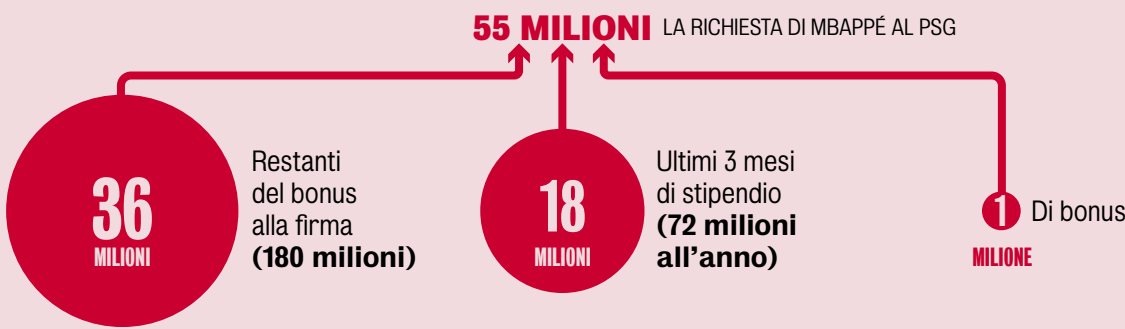 55 MILIONI LA RICHIESTA DI MBAPPÉ AL PSG
36
MILIONI
Restanti
del bonus
alla firma
(180 milioni)
18
MILIONI
Ultimi 3 mesi
di stipendio
(72 milioni
all’anno)
1 Di bonus
MILIONE